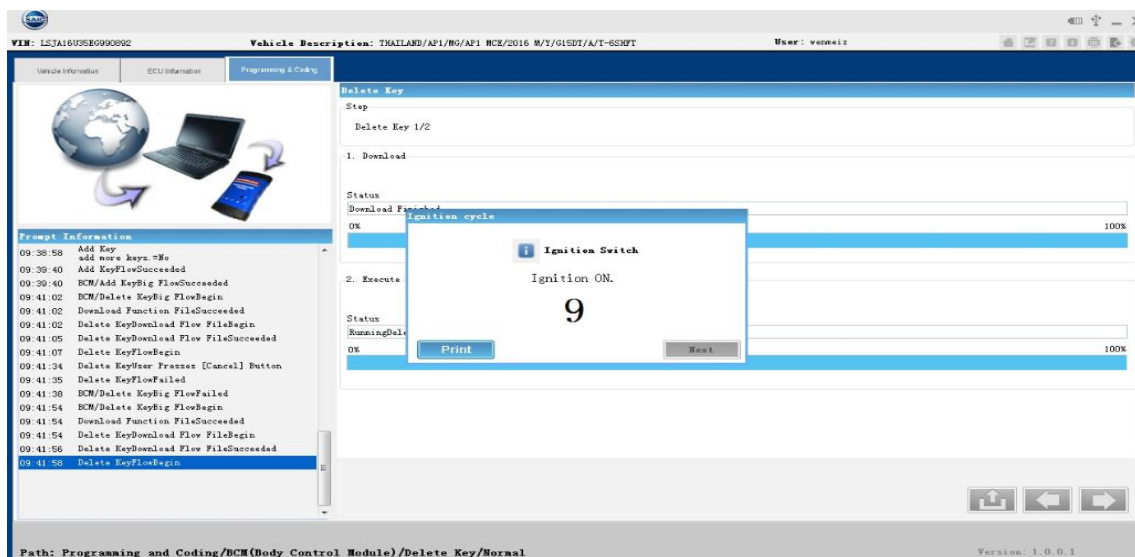 SAIC
VIN: LSJA16U35EG990892 Vehicle Description: THAILAND/AP1/MG/AP1 MCE/2016 M/Y/G15DT/A/T-6SHFT User: venneiz
Vehicle Information ECU Information Programming & Coding
Delete Key
Step
Delete Key 1/2
1. Download
Status
Download Finished
0% 100%
Ignition cycle
Ignition Switch
Ignition ON.
9
Print Next
2. Execute
Status
RunningDele
0% 100%
Prompt Information
09:38:58 Add Key
add more keys.=No
09:39:40 Add KeyFlowSucceeded
09:39:40 BCM/Add KeyBig FlowSucceeded
09:41:02 BCM/Delete KeyBig FlowBegin
09:41:02 Download Function FileSucceeded
09:41:02 Delete KeyDownload Flow FileBegin
09:41:05 Delete KeyDownload Flow FileSucceeded
09:41:07 Delete KeyFlowBegin
09:41:34 Delete KeyUser Presses [Cancel] Button
09:41:35 Delete KeyFlowFailed
09:41:38 BCM/Delete KeyBig FlowFailed
09:41:54 BCM/Delete KeyBig FlowBegin
09:41:54 Download Function FileSucceeded
09:41:54 Delete KeyDownload Flow FileBegin
09:41:56 Delete KeyDownload Flow FileSucceeded
09:41:58 Delete KeyFlowBegin
Path: Programming and Coding/BCM(Body Control Module)/Delete Key/Normal Version: 1.0.0.1